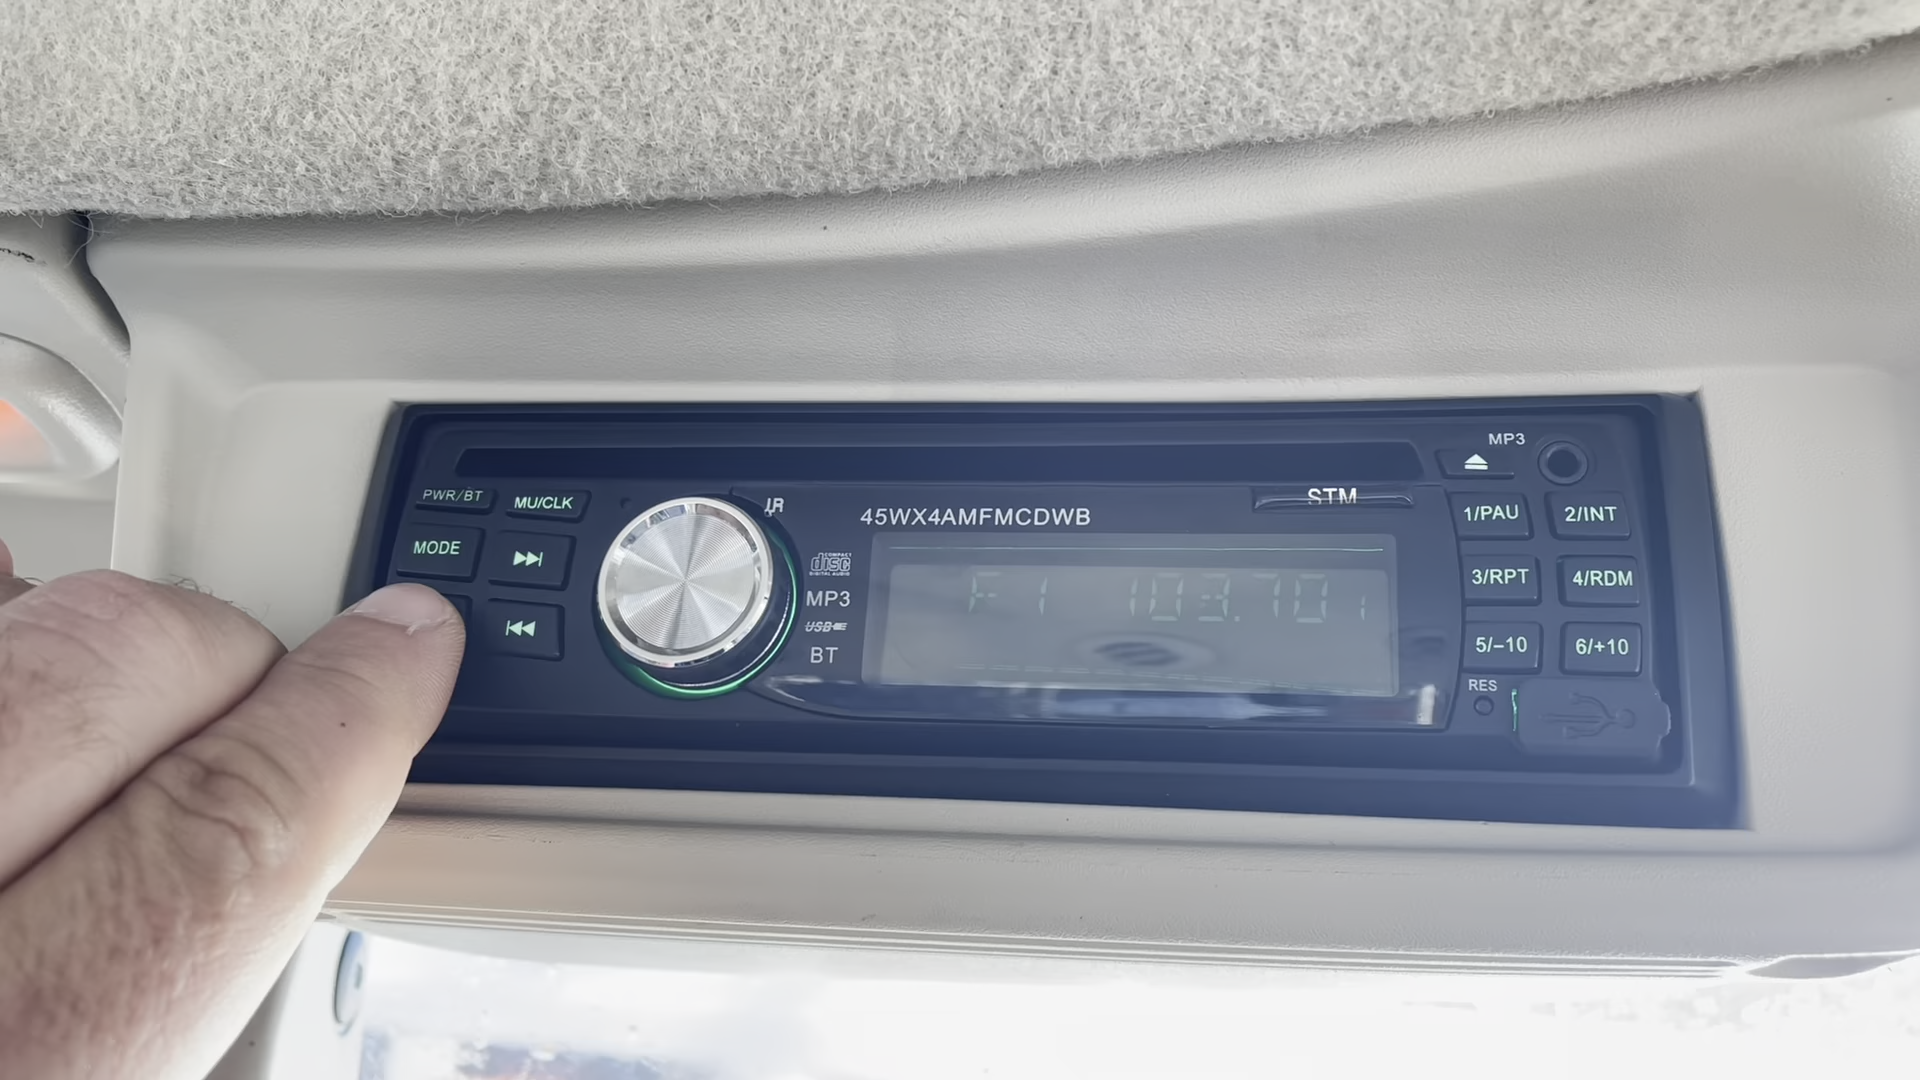 MP3
PWR/BT
MU/CLK
IR
STM
45WX4AMFMCDWB
1/PAU
2/INT
MODE
COMPACT
disc
DIGITAL AUDIO
MP3
USB
BT
F1 103.70
3/RPT
4/RDM
5/–10
6/+10
RES